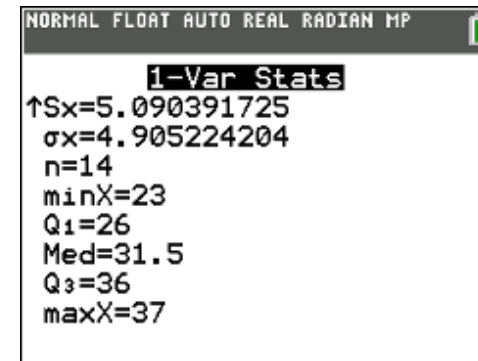 NORMAL FLOAT AUTO REAL RADIAN MP
1-Var Stats
↑Sx=5.090391725
σx=4.905224204
n=14
minX=23
Q₁=26
Med=31.5
Q₃=36
maxX=37